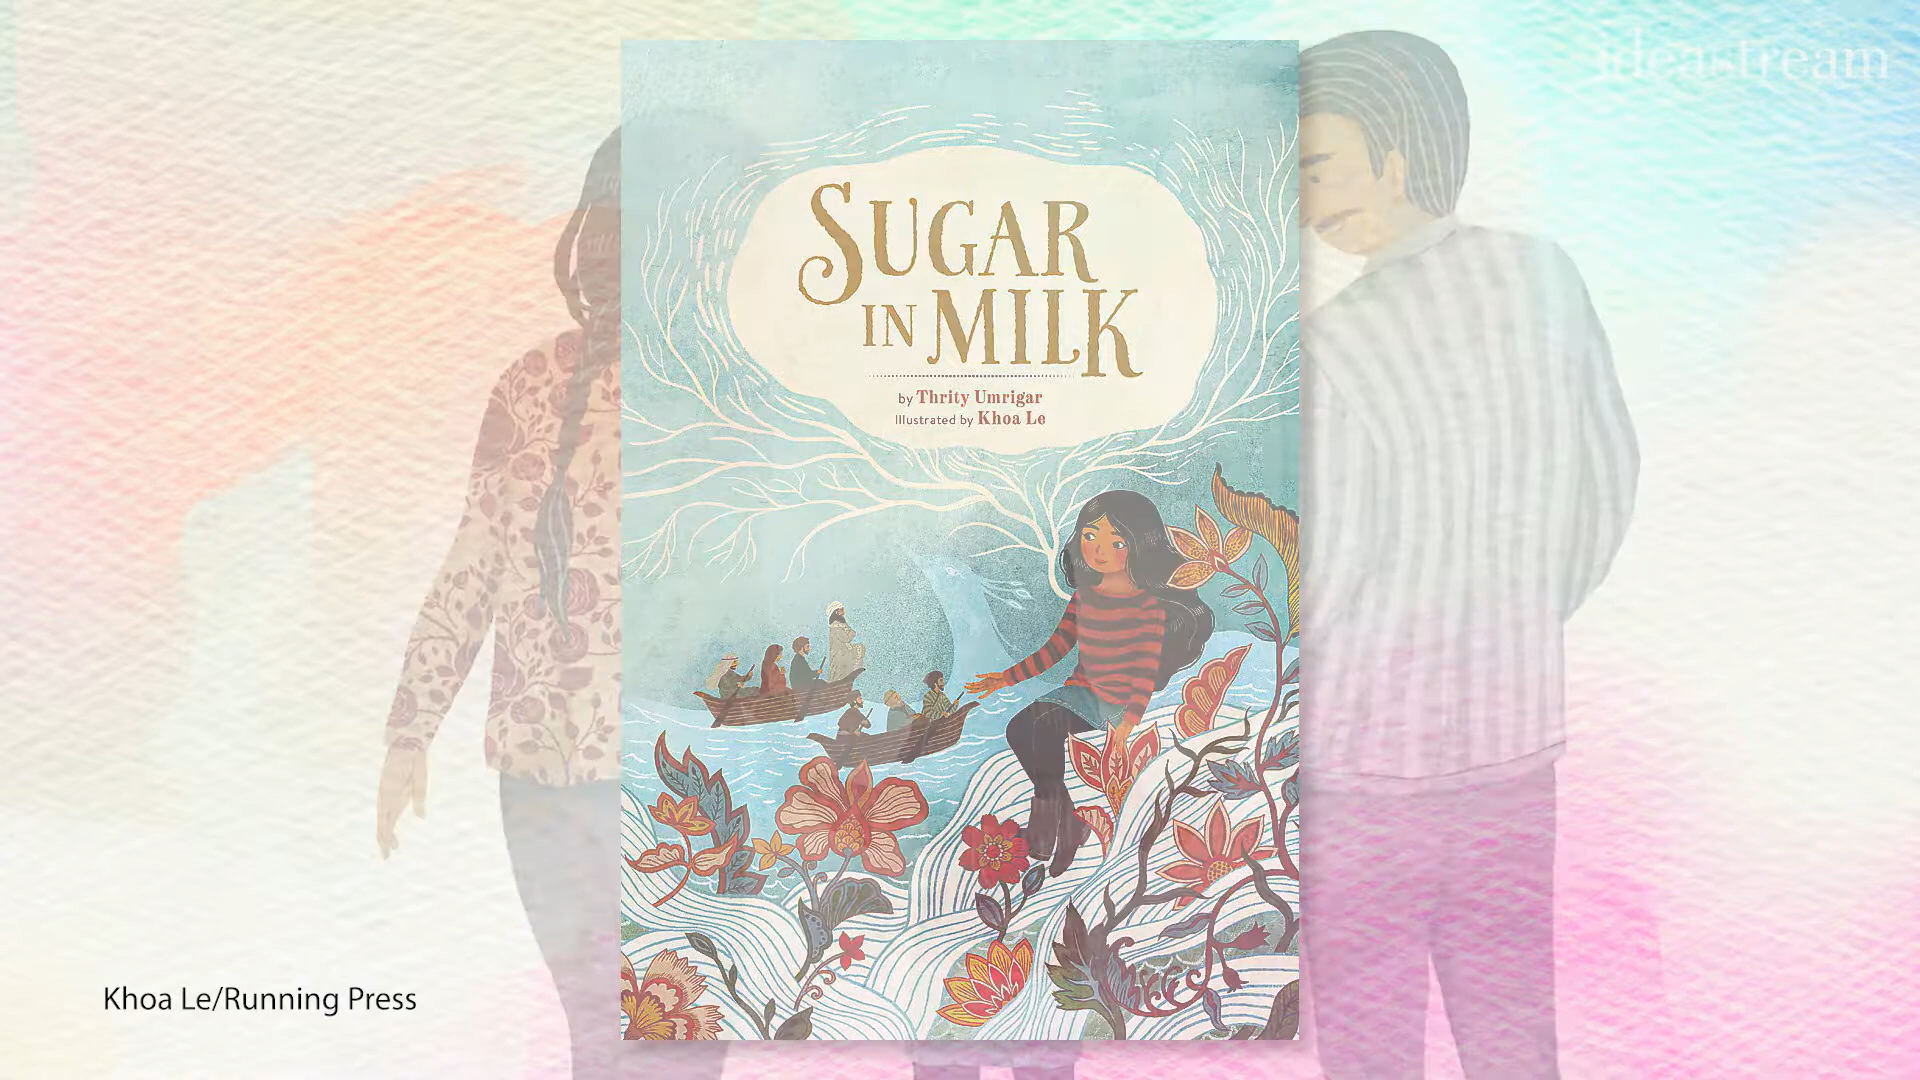 ideastream
SUGAR
IN MILK
by Thrity Umrigar
Illustrated by Khoa Le
Khoa Le/Running Press